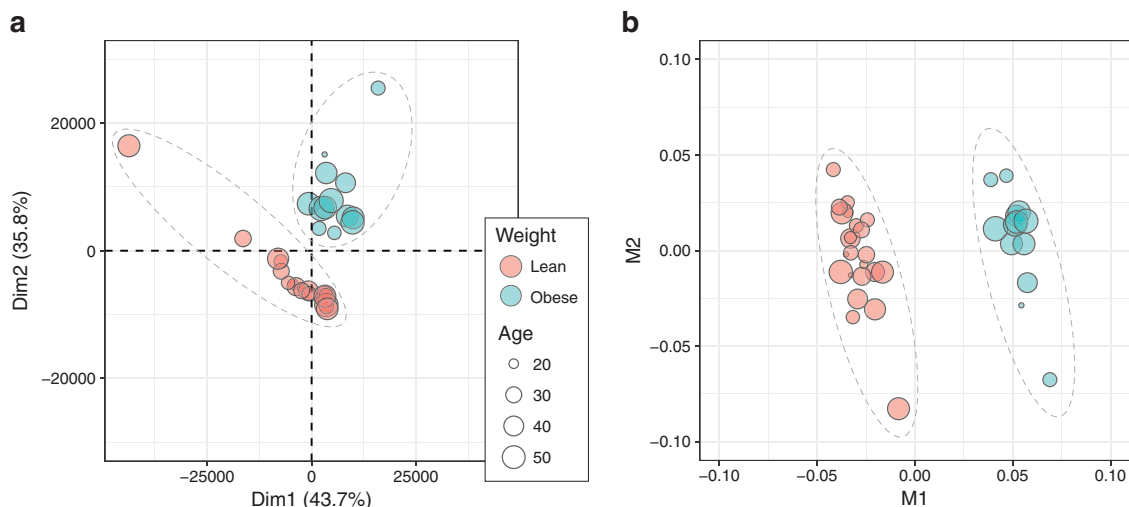 a
20000
0
−20000
Dim2 (35.8%)
−25000
0
25000
Dim1 (43.7%)
Weight
Lean
Obese
Age
20
30
40
50
b
0.10
0.05
0.00
−0.05
−0.10
M2
−0.10
−0.05
0.00
0.05
0.10
M1